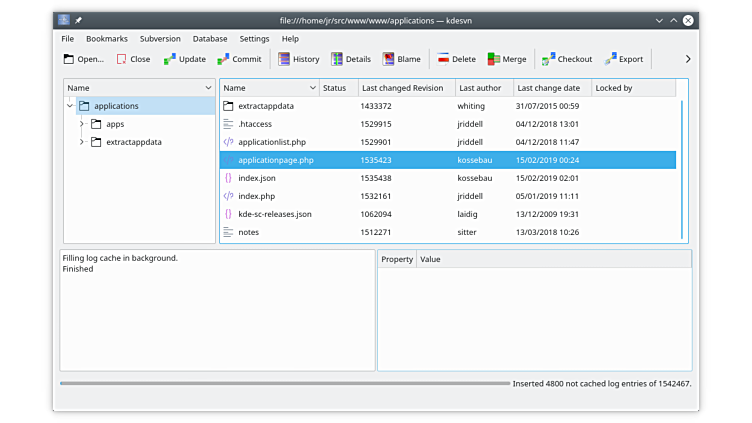 file:///home/jr/src/www/www/applications — kdesvn
File Bookmarks Subversion Database Settings Help
Open... Close Update Commit History Details Blame Delete Merge Checkout Export
Name
applications
apps
extractappdata
Name Status Last changed Revision Last author Last change date Locked by
extractappdata 1433372 whiting 31/07/2015 00:59
.htaccess 1529915 jriddell 04/12/2018 13:01
applicationlist.php 1529901 jriddell 04/12/2018 11:47
applicationpage.php 1535423 kossebau 15/02/2019 00:24
index.json 1535438 kossebau 15/02/2019 02:01
index.php 1532161 jriddell 05/01/2019 11:11
kde-sc-releases.json 1062094 laidig 13/12/2009 19:31
notes 1512271 sitter 13/03/2018 10:26
Filling log cache in background.
Finished
Property Value
Inserted 4800 not cached log entries of 1542467.